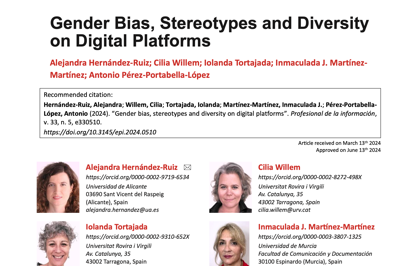 Gender Bias, Stereotypes and Diversity
on Digital Platforms
Alejandra Hernández-Ruiz; Cilia Willem; Iolanda Tortajada; Inmaculada J. Martínez-
Martínez; Antonio Pérez-Portabella-López
Recommended citation:
Hernández-Ruiz, Alejandra; Willem, Cilia; Tortajada, Iolanda; Martínez-Martínez, Inmaculada J.; Pérez-Portabella-
López, Antonio (2024). "Gender bias, stereotypes and diversity on digital platforms". Profesional de la información,
v. 33, n. 5, e330510.
https://doi.org/10.3145/epi.2024.0510
Article received on March 13th 2024
Approved on June 13th 2024
Alejandra Hernández-Ruiz
https://orcid.org/0000-0002-9719-6534
Universidad de Alicante
03690 Sant Vicent del Raspeig
(Alicante), Spain
alejandra.hernandez@ua.es
Cilia Willem
https://orcid.org/0000-0002-8272-498X
Universitat Rovira i Virgili
Av. Catalunya, 35
43002 Tarragona, Spain
cilia.willem@urv.cat
Iolanda Tortajada
https://orcid.org/0000-0002-9310-652X
Universitat Rovira i Virgili
Av. Catalunya, 35
43002 Tarragona, Spain
Inmaculada J. Martínez-Martínez
https://orcid.org/0000-0003-3807-1325
Universidad de Murcia
Facultad de Comunicación y Documentación
30100 Espinardo (Murcia), Spain